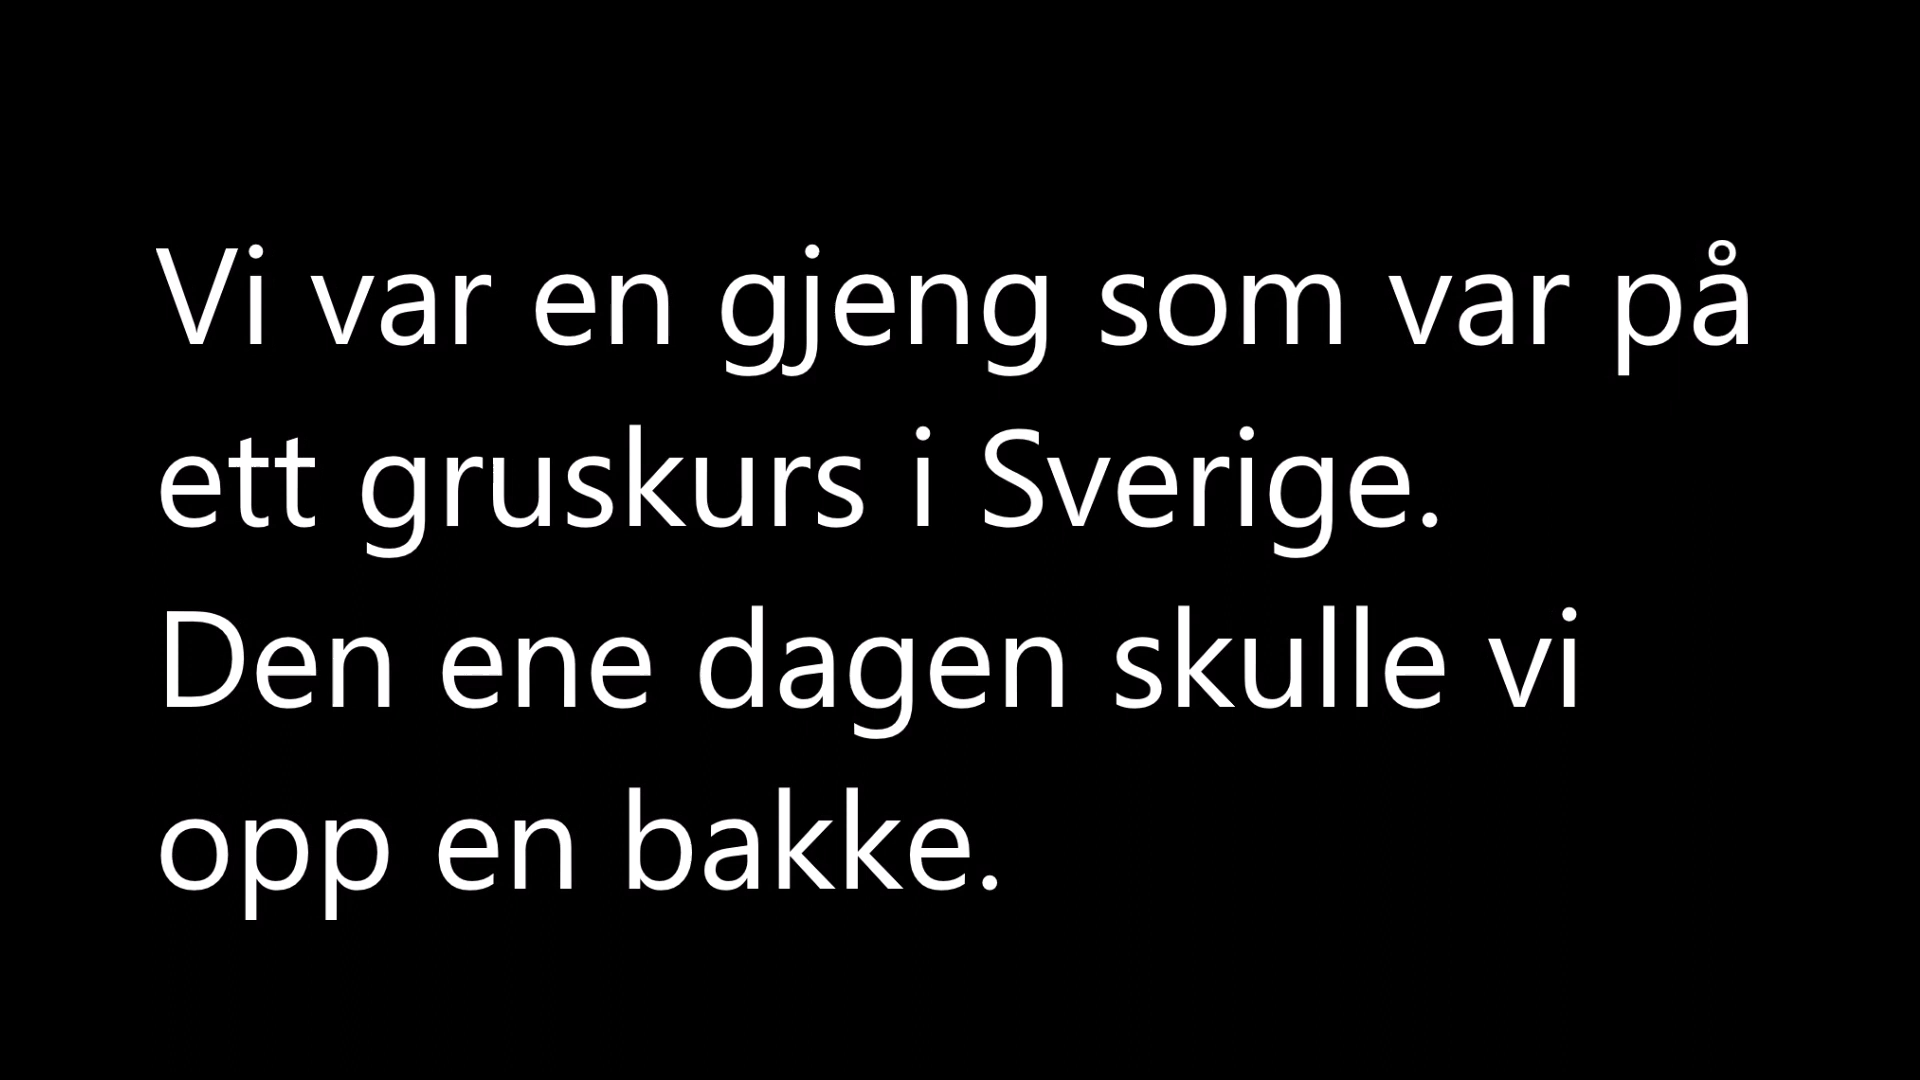 Vi var en gjeng som var på
ett gruskurs i Sverige.
Den ene dagen skulle vi
opp en bakke.